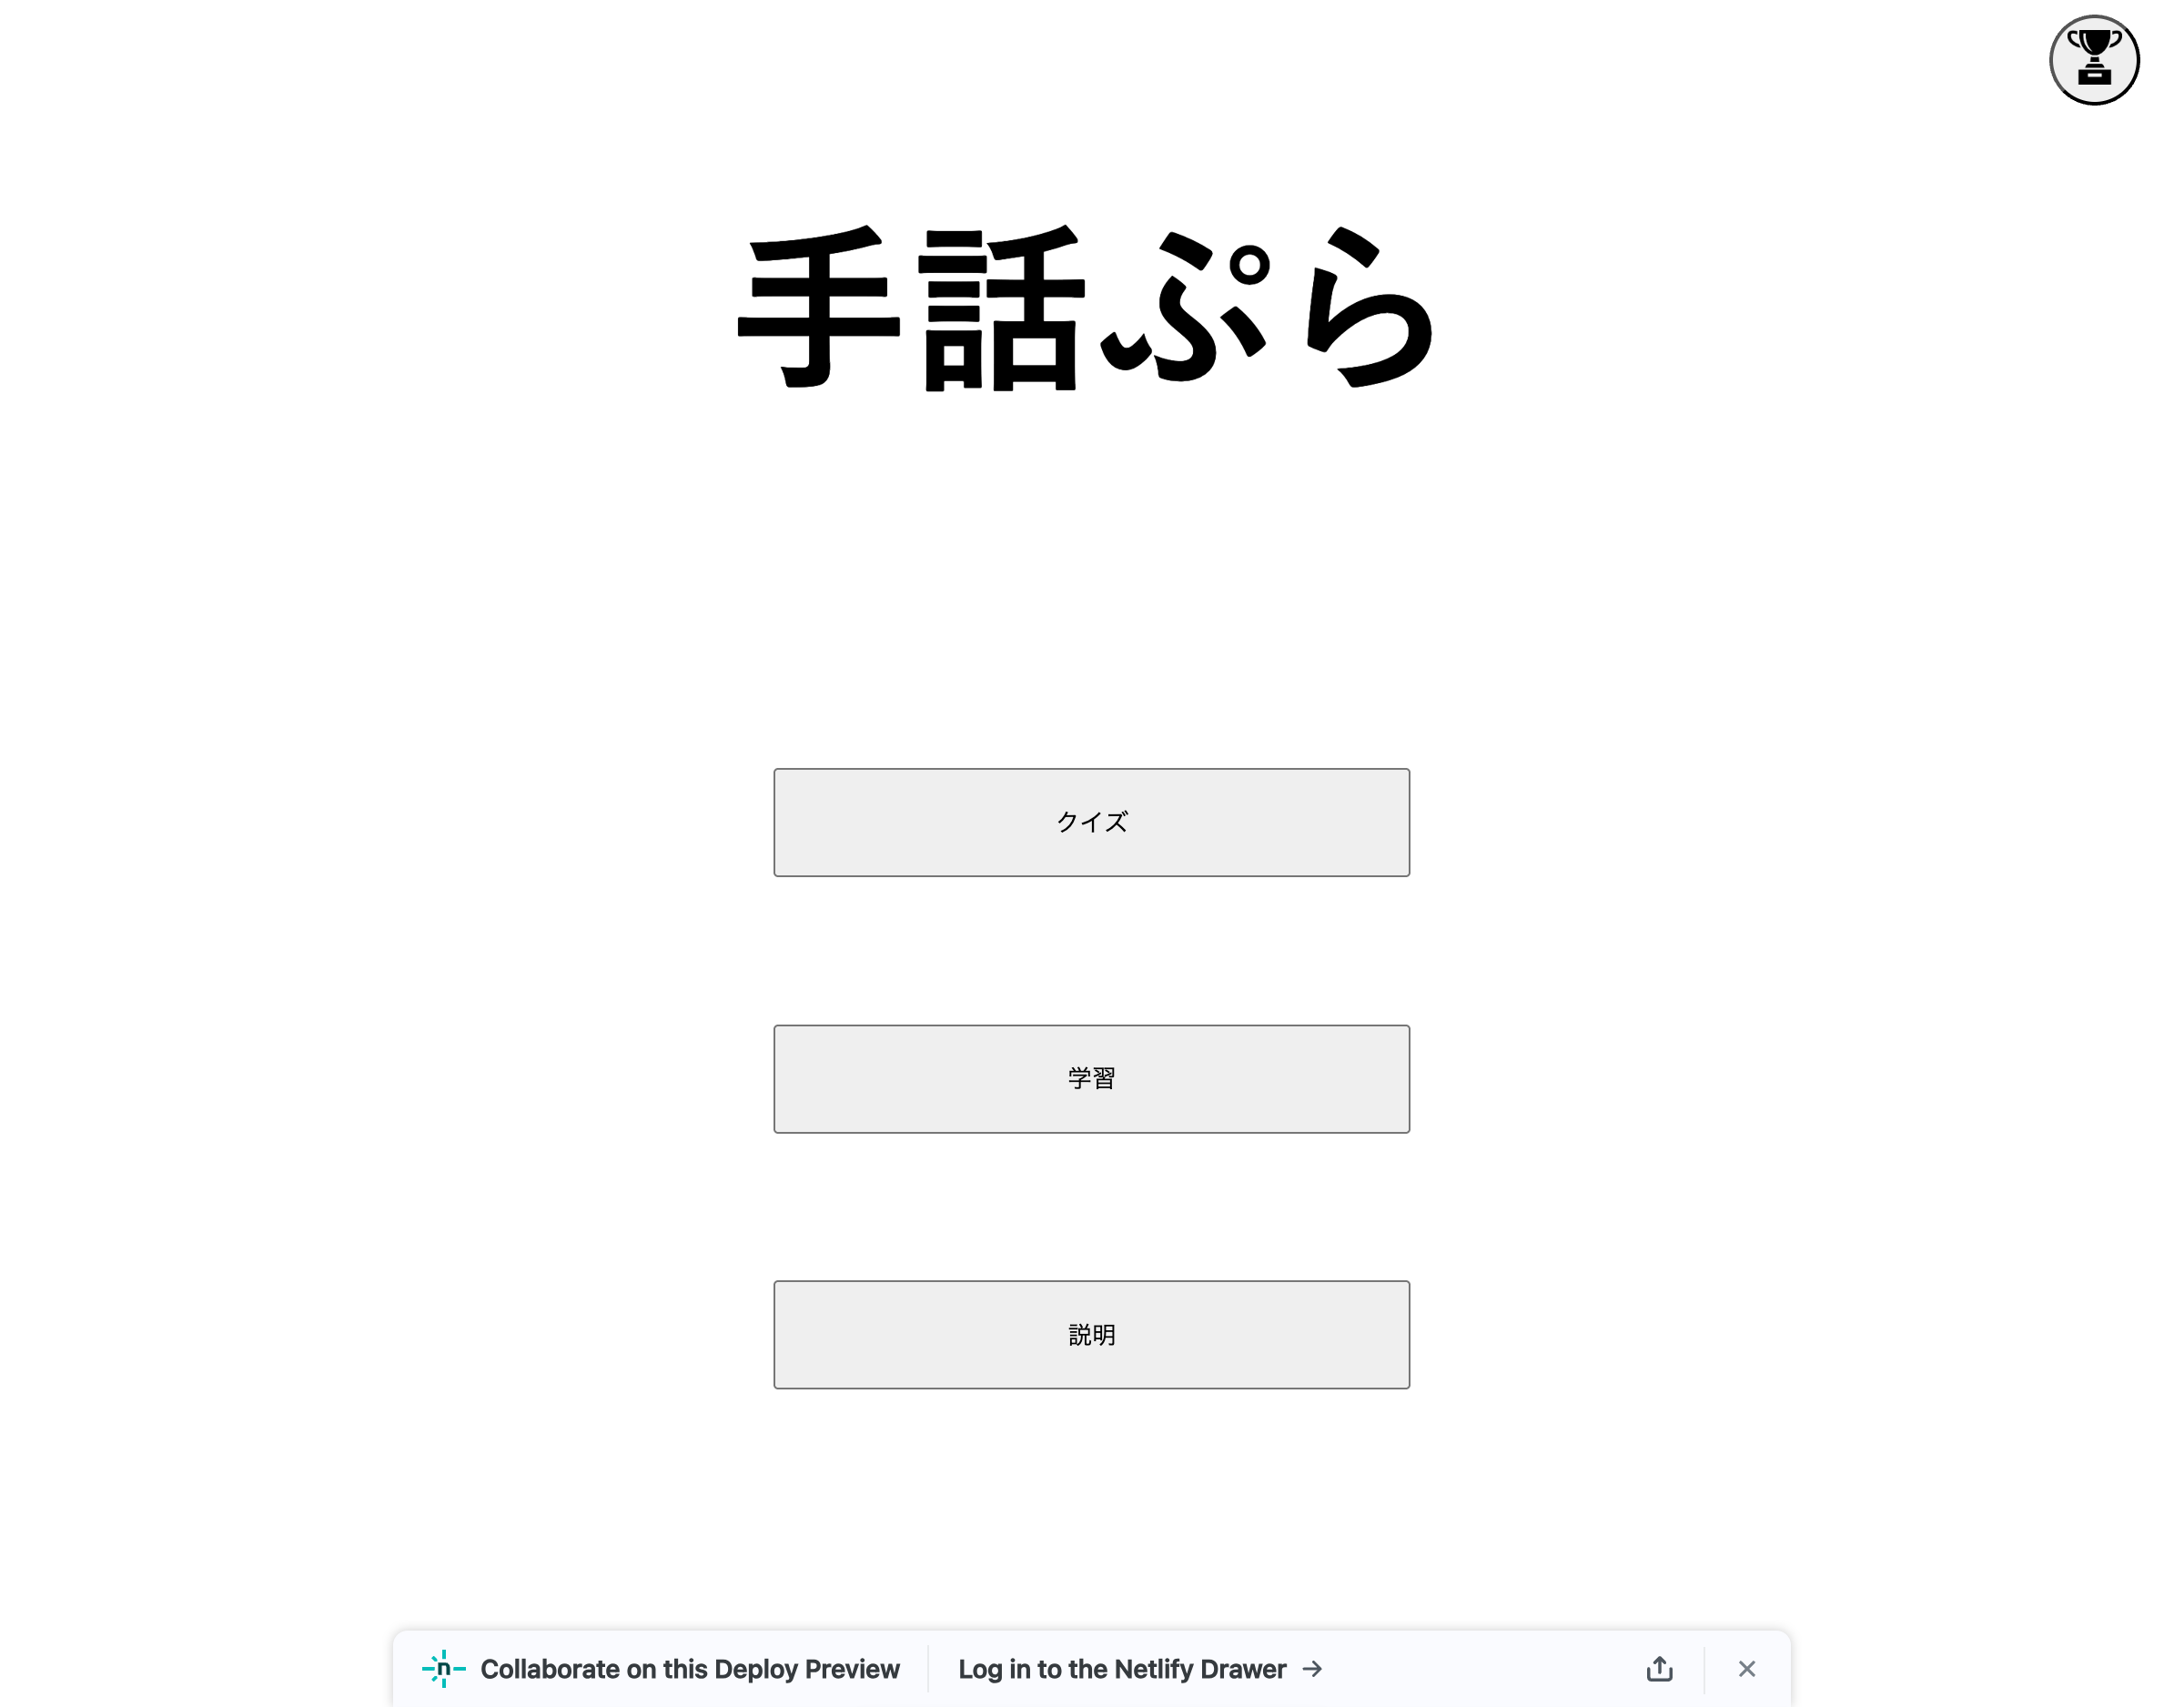 手話ぷら
クイズ
学習
説明
Collaborate on this Deploy Preview
Log in to the Netlify Drawer →